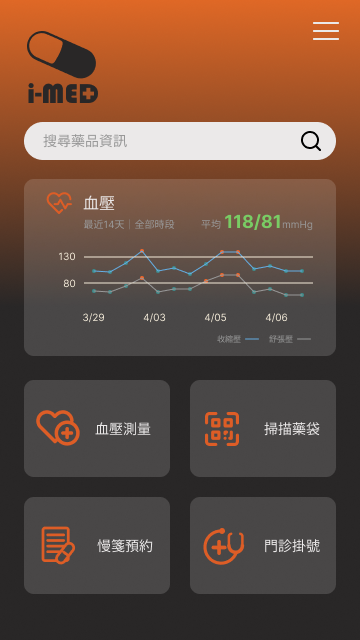 i-MED
搜尋藥品資訊
血壓
最近14天｜全部時段 平均 118/81 mmHg
130
80
3/29 4/03 4/05 4/06
收縮壓 舒張壓
血壓測量
掃描藥袋
慢箋預約
門診掛號